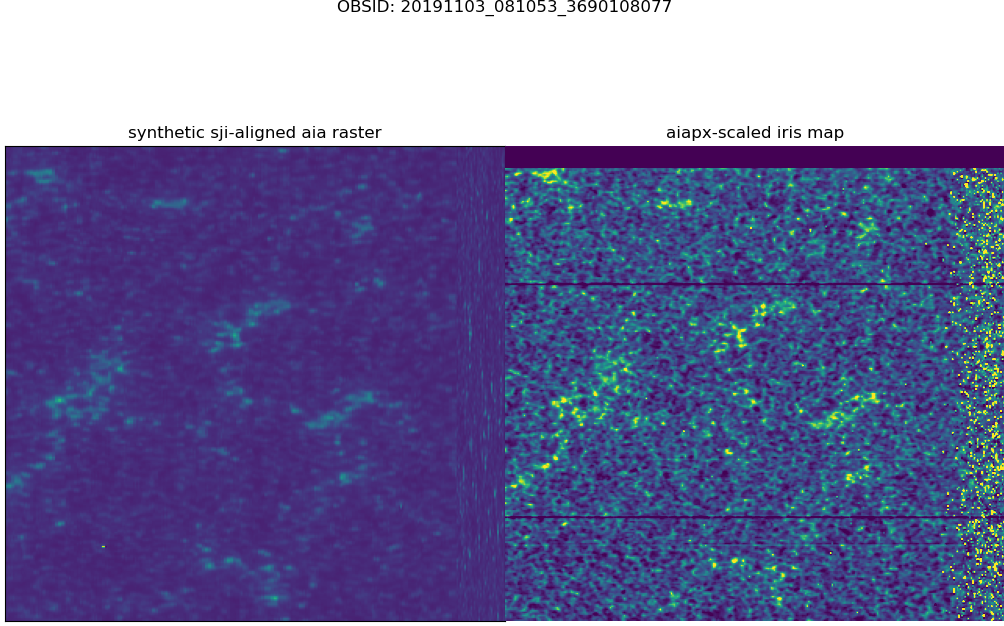 OBSID: 20191103_081053_3690108077
synthetic sji-aligned aia raster
aiapx-scaled iris map